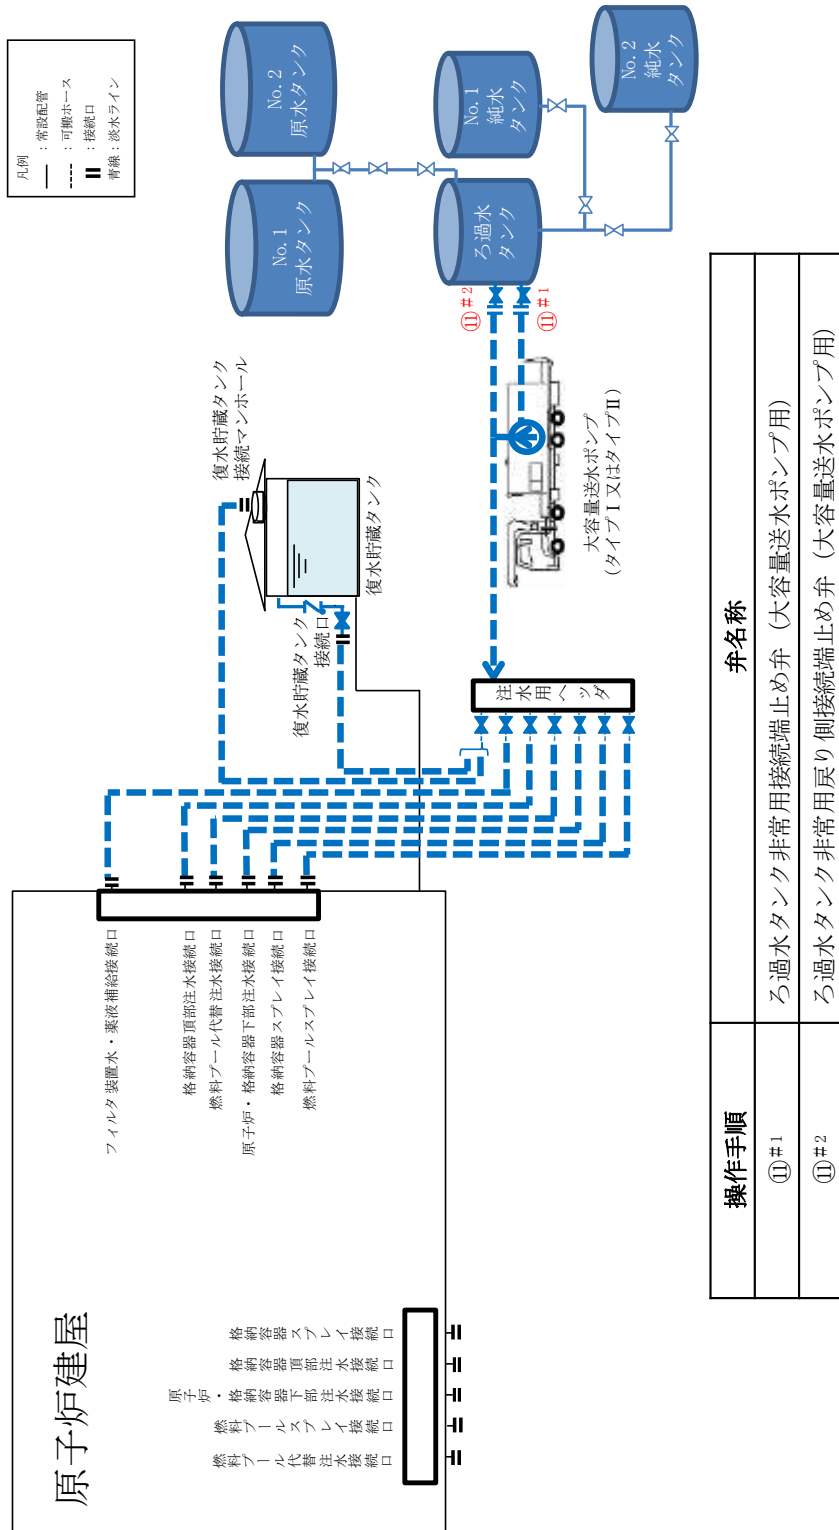 凡例
：常設配管
：可搬ホース
：接続口
青線：淡水ライン
No.1
原水タンク
No.2
原水タンク
ろ過水
タンク
No.1
純水
タンク
No.2
純水
タンク
⑪#2
⑪#1
復水貯蔵タンク
接続マンホール
復水貯蔵タンク
復水貯蔵タンク
接続口
大容量送水ポンプ
(タイプⅠ又はタイプⅡ)
注水用ヘッダ
フィルタ装置水・薬液補給接続口
格納容器頂部注水接続口
燃料プール代替注水接続口
原子炉・格納容器下部注水接続口
格納容器スプレイ接続口
燃料プールスプレイ接続口
原子炉建屋
燃料プール代替注水接続口
燃料プールスプレイ接続口
原子炉・格納容器下部注水接続口
格納容器頂部注水接続口
格納容器スプレイ接続口
操作手順 弁名称
⑪#1 ろ過水タンク非常用接続端止め弁（大容量送水ポンプ用）
⑪#2 ろ過水タンク非常用戻り側接続端止め弁（大容量送水ポンプ用）